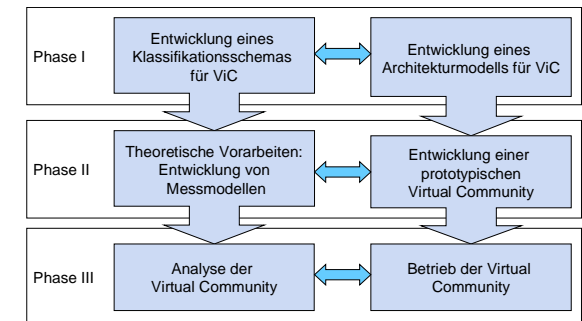 Phase I
Entwicklung eines
Klassifikationsschemas
für ViC
Entwicklung eines
Architekturmodells für ViC
Phase II
Theoretische Vorarbeiten:
Entwicklung von
Messmodellen
Entwicklung einer
prototypischen
Virtual Community
Phase III
Analyse der
Virtual Community
Betrieb der Virtual
Community